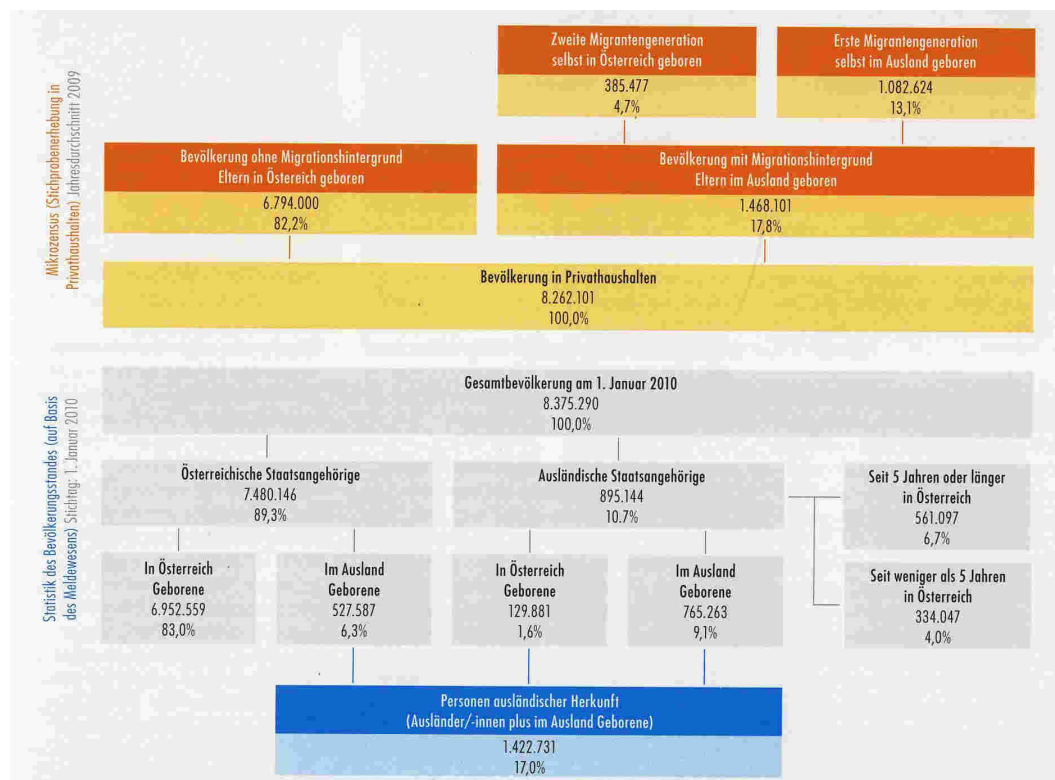 Mikrozensus (Stichprobenerhebung in
Privathaushalten) Jahresdurchschnitt 2009
Zweite Migrantengeneration
selbst in Österreich geboren
385.477
4,7%
Erste Migrantengeneration
selbst im Ausland geboren
1.082.624
13,1%
Bevölkerung ohne Migrationshintergrund
Eltern in Östereich geboren
6.794.000
82,2%
Bevölkerung mit Migrationshintergrund
Eltern im Ausland geboren
1.468.101
17,8%
Bevölkerung in Privathaushalten
8.262.101
100,0%
Statistik des Bevölkerungsstandes (auf Basis
des Meldewesens) Stichtag: 1. Januar 2010
Gesamtbevölkerung am 1. Januar 2010
8.375.290
100,0%
Österreichische Staatsangehörige
7.480.146
89,3%
Ausländische Staatsangehörige
895.144
10.7%
Seit 5 Jahren oder länger
in Österreich
561.097
6,7%
In Österreich
Geborene
6.952.559
83,0%
Im Ausland
Geborene
527.587
6,3%
In Österreich
Geborene
129.881
1,6%
Im Ausland
Geborene
765.263
9,1%
Seit weniger als 5 Jahren
in Österreich
334.047
4,0%
Personen ausländischer Herkunft
(Ausländer/-innen plus im Ausland Geborene)
1.422.731
17,0%